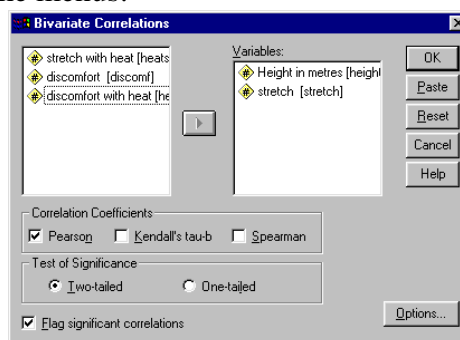 Bivariate Correlations
stretch with heat [heats
discomfort [discomf]
discomfort with heat [he
Variables:
Height in metres [heigh
stretch [stretch]
OK
Paste
Reset
Cancel
Help
Correlation Coefficients
Pearson Kendall's tau-b Spearman
Test of Significance
Two-tailed One-tailed
Flag significant correlations
Options...